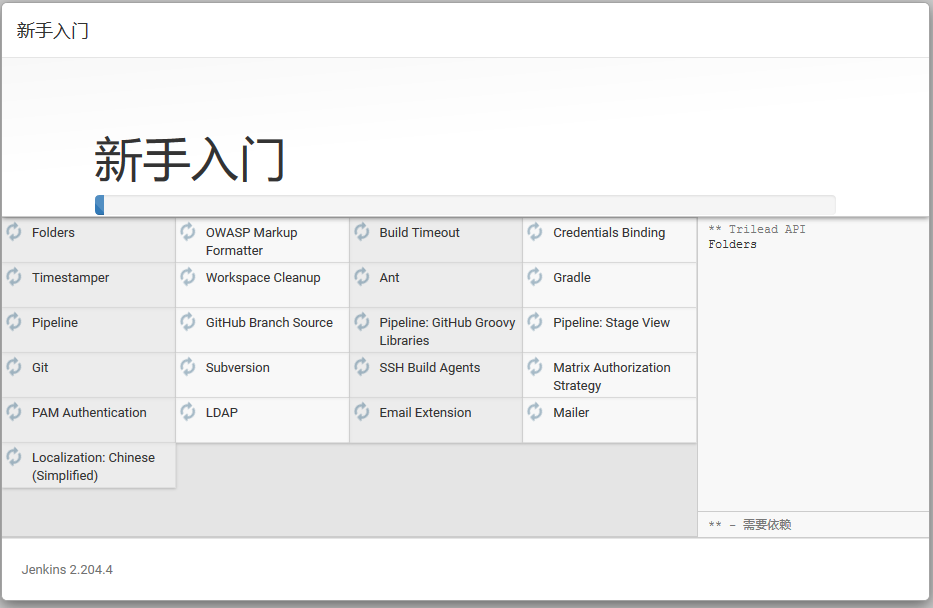 新手入门
新手入门
Folders
OWASP Markup
Formatter
Build Timeout
Credentials Binding
Timestamper
Workspace Cleanup
Ant
Gradle
Pipeline
GitHub Branch Source
Pipeline: GitHub Groovy
Libraries
Pipeline: Stage View
Git
Subversion
SSH Build Agents
Matrix Authorization
Strategy
PAM Authentication
LDAP
Email Extension
Mailer
Localization: Chinese
(Simplified)
** Trilead API
Folders
** - 需要依赖
Jenkins 2.204.4